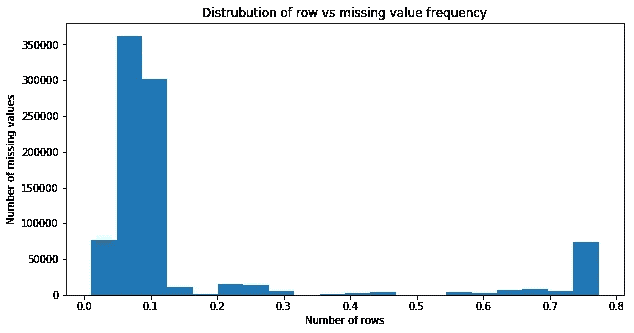 Distrubution of row vs missing value frequency
350000
300000
250000
200000
150000
100000
50000
0
Number of missing values
0.0 0.1 0.2 0.3 0.4 0.5 0.6 0.7 0.8
Number of rows